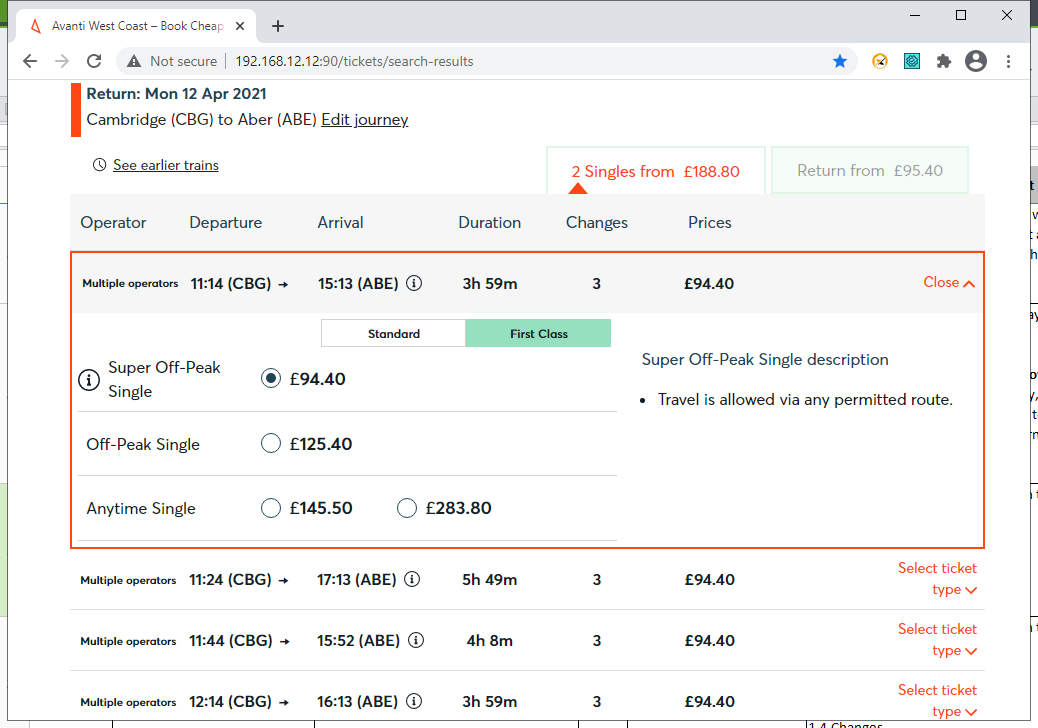 Avanti West Coast – Book Cheap
Not secure 192.168.12.12:90/tickets/search-results
Return: Mon 12 Apr 2021
Cambridge (CBG) to Aber (ABE) Edit journey
See earlier trains
2 Singles from £188.80 Return from £95.40
Operator Departure Arrival Duration Changes Prices
Multiple operators 11:14 (CBG) → 15:13 (ABE) 3h 59m 3 £94.40 Close
Standard First Class
Super Off-Peak
Single £94.40
Off-Peak Single £125.40
Anytime Single £145.50 £283.80
Super Off-Peak Single description
• Travel is allowed via any permitted route.
Multiple operators 11:24 (CBG) → 17:13 (ABE) 5h 49m 3 £94.40 Select ticket
type
Multiple operators 11:44 (CBG) → 15:52 (ABE) 4h 8m 3 £94.40 Select ticket
type
Multiple operators 12:14 (CBG) → 16:13 (ABE) 3h 59m 3 £94.40 Select ticket
type
1.4 Changes